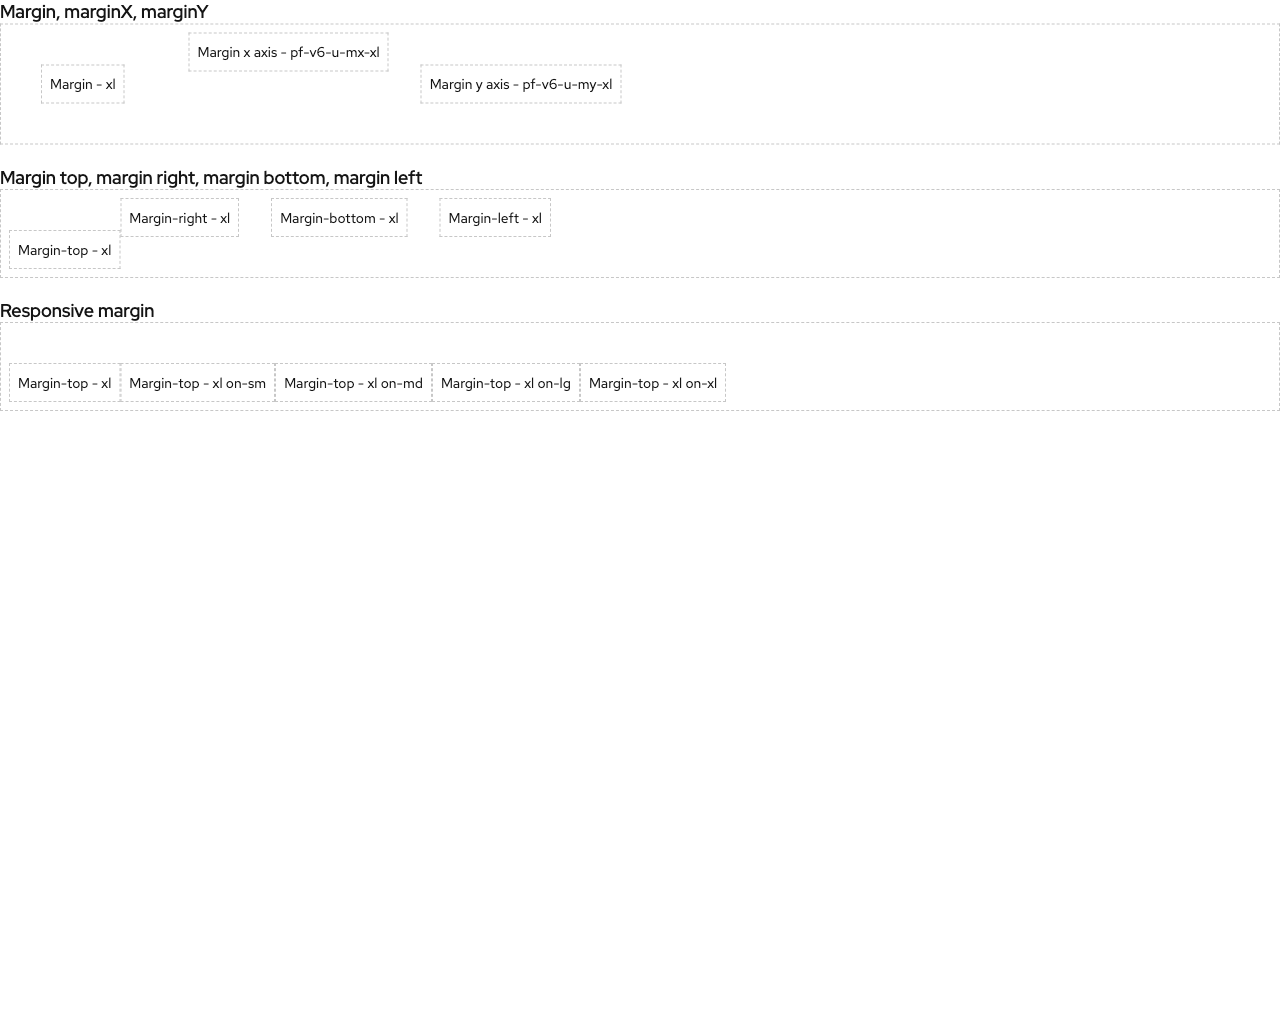 Margin, marginX, marginY
Margin x axis - pf-v6-u-mx-xl
Margin - xl
Margin y axis - pf-v6-u-my-xl
Margin top, margin right, margin bottom, margin left
Margin-right - xl
Margin-bottom - xl
Margin-left - xl
Margin-top - xl
Responsive margin
Margin-top - xl
Margin-top - xl on-sm
Margin-top - xl on-md
Margin-top - xl on-lg
Margin-top - xl on-xl